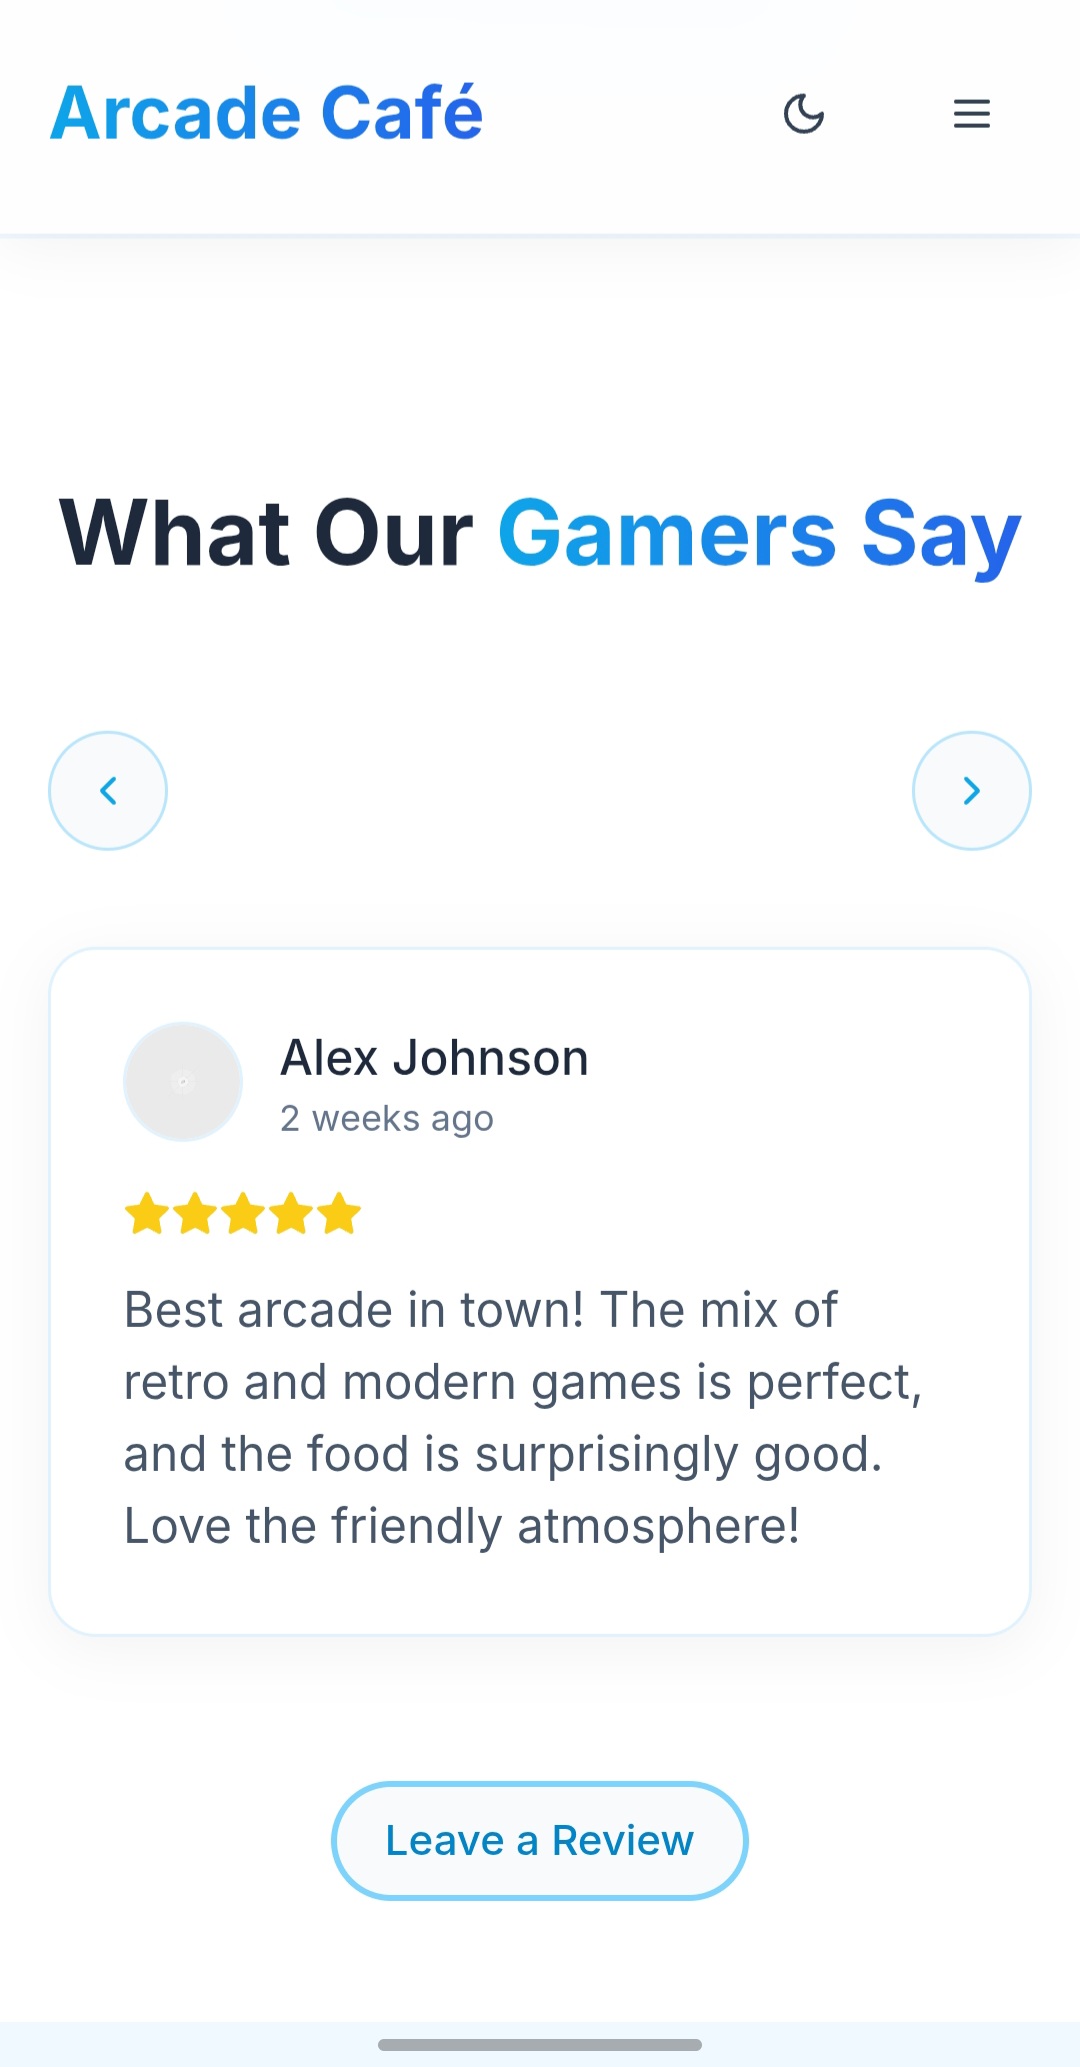 Arcade Café
What Our Gamers Say
Alex Johnson
2 weeks ago
Best arcade in town! The mix of
retro and modern games is perfect,
and the food is surprisingly good.
Love the friendly atmosphere!
Leave a Review